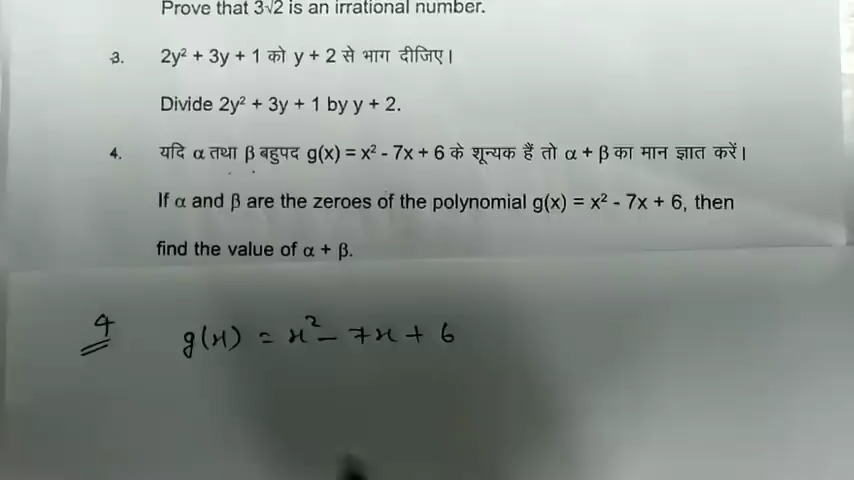 Prove that 3√2 is an irrational number.
3. 2y² + 3y + 1 को y + 2 से भाग दीजिए।
Divide 2y² + 3y + 1 by y + 2.
4. यदि α तथा β बहुपद g(x) = x² - 7x + 6 के शून्यक हैं तो α + β का मान ज्ञात करें।
If α and β are the zeroes of the polynomial g(x) = x² - 7x + 6, then
find the value of α + β.
4 g(x) = x² - 7x + 6